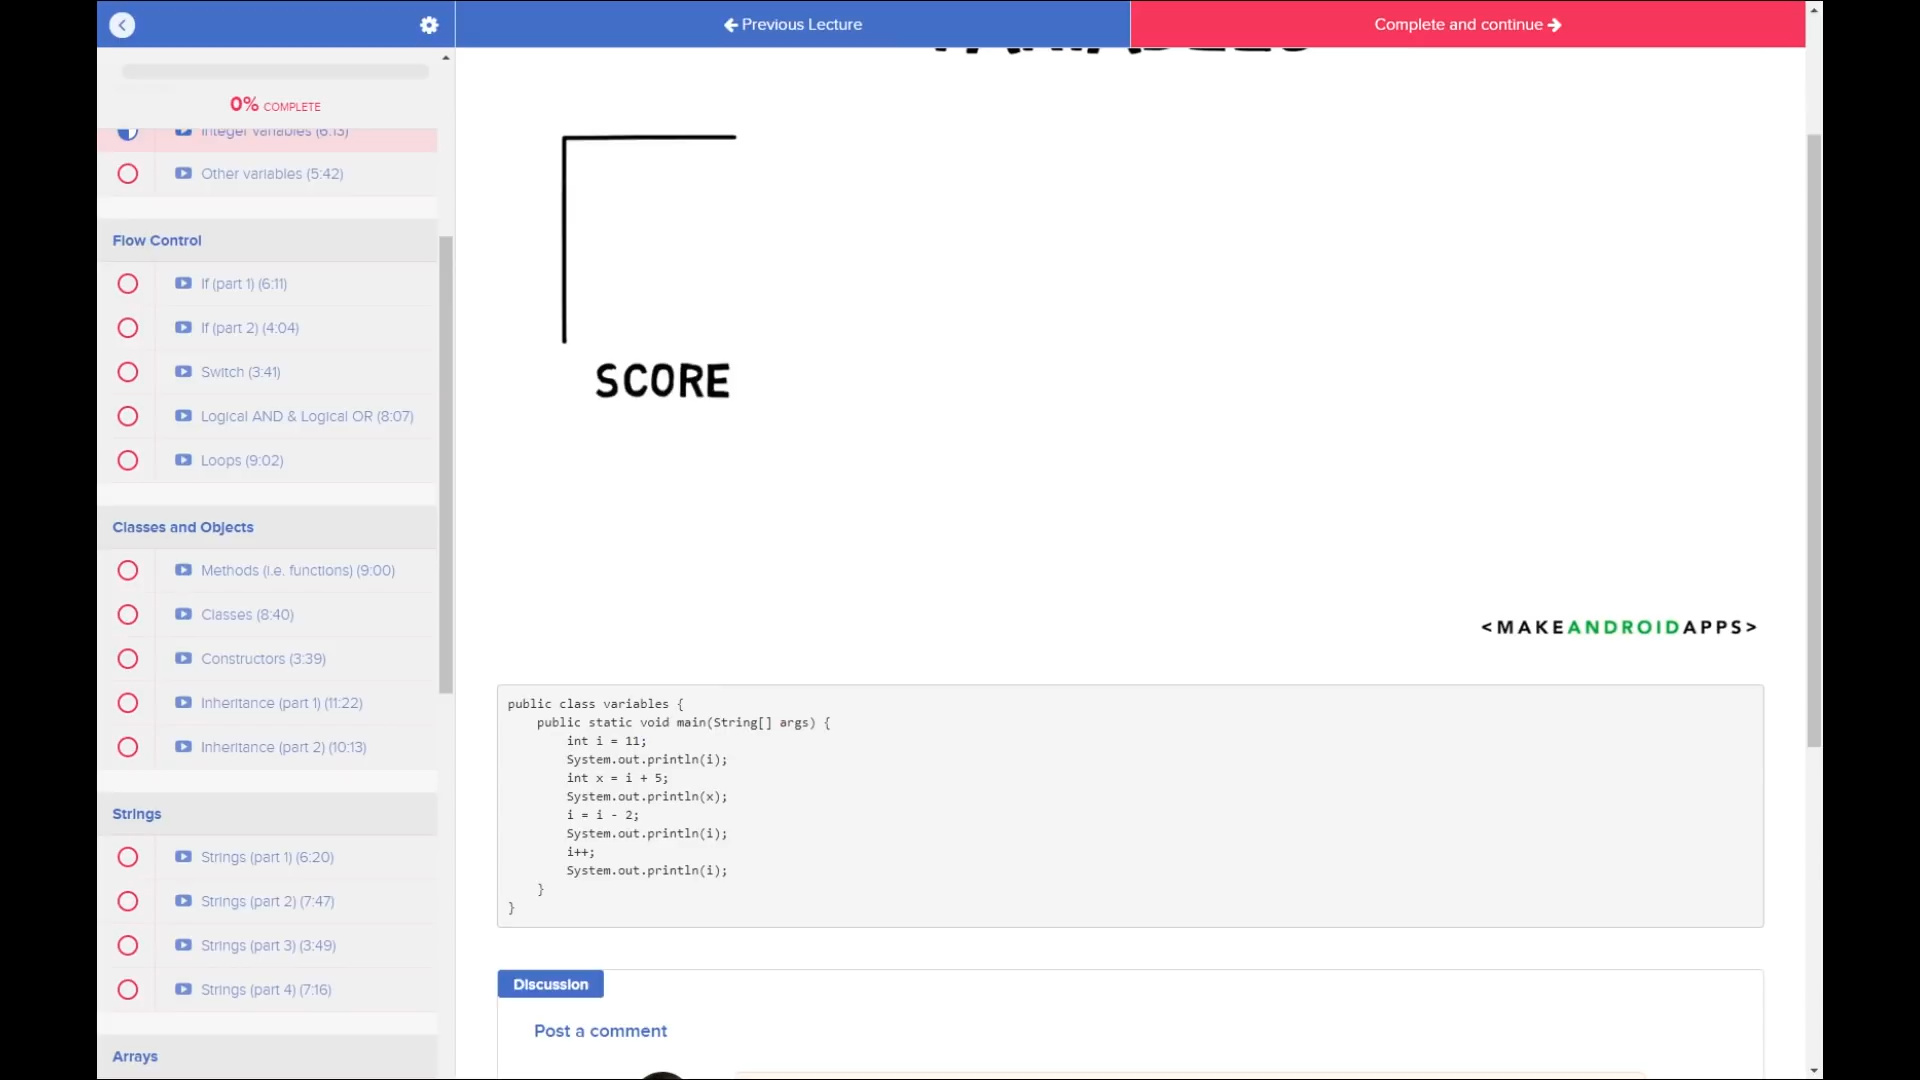 Previous Lecture
Complete and continue
0% COMPLETE
Integer variables (6:13)
Other variables (5:42)
Flow Control
If (part 1) (6:11)
If (part 2) (4:04)
Switch (3:41)
Logical AND & Logical OR (8:07)
Loops (9:02)
Classes and Objects
Methods (i.e. functions) (9:00)
Classes (8:40)
Constructors (3:39)
Inheritance (part 1) (11:22)
Inheritance (part 2) (10:13)
Strings
Strings (part 1) (6:20)
Strings (part 2) (7:47)
Strings (part 3) (3:49)
Strings (part 4) (7:16)
Arrays
SCORE
<MAKEANDROIDAPPS>
public class variables {
    public static void main(String[] args) {
        int i = 11;
        System.out.println(i);
        int x = i + 5;
        System.out.println(x);
        i = i - 2;
        System.out.println(i);
        i++;
        System.out.println(i);
    }
}
Discussion
Post a comment